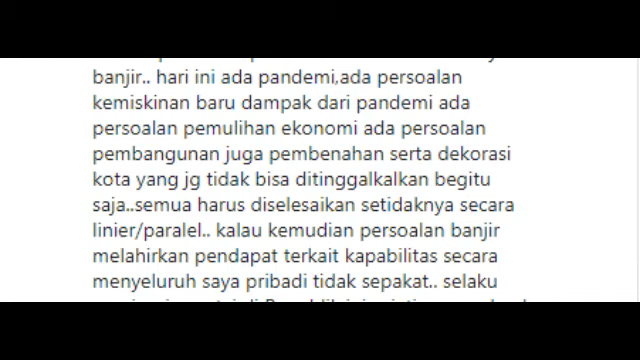 banjir.. hari ini ada pandemi,ada persoalan
kemiskinan baru dampak dari pandemi ada
persoalan pemulihan ekonomi ada persoalan
pembangunan juga pembenahan serta dekorasi
kota yang jg tidak bisa ditinggalkalkan begitu
saja..semua harus diselesaikan setidaknya secara
linier/paralel.. kalau kemudian persoalan banjir
melahirkan pendapat terkait kapabilitas secara
menyeluruh saya pribadi tidak sepakat.. selaku